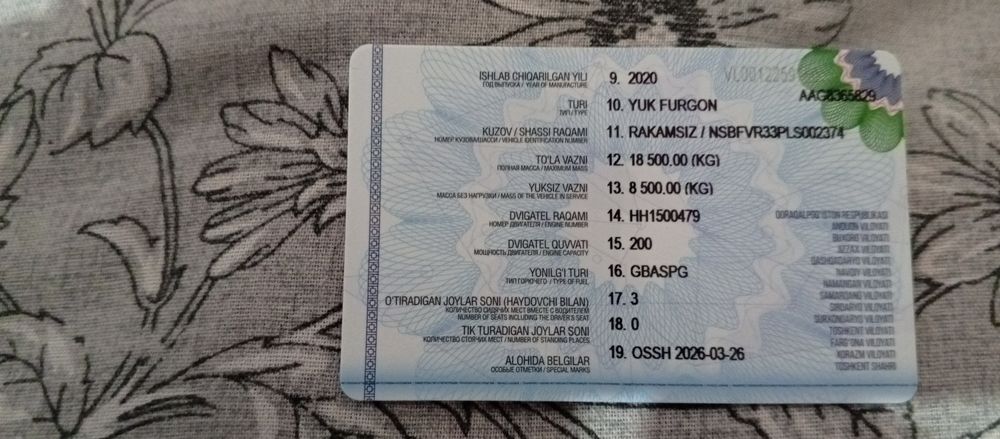 VL0012259
AAG8365829
ISHLAB CHIQARILGAN YILI 9. 2020
ГОД ВЫПУСКА / YEAR OF MANUFACTURE
TURI 10. YUK FURGON
ТИП / TYPE
KUZOV / SHASSI RAQAMI 11. RAKAMSIZ / NSBFVR33PLS002374
НОМЕР КУЗОВА/ШАССИ / VEHICLE IDENTIFICATION NUMBER
TO'LA VAZNI 12. 18 500.00 (KG)
ПОЛНАЯ МАССА / MAXIMUM MASS
YUKSIZ VAZNI 13. 8 500.00 (KG)
МАССА БЕЗ НАГРУЗКИ / MASS OF THE VEHICLE IN SERVICE
DVIGATEL RAQAMI 14. HH1500479
НОМЕР ДВИГАТЕЛЯ / ENGINE NUMBER
DVIGATEL QUVVATI 15. 200
МОЩНОСТЬ ДВИГАТЕЛЯ / ENGINE CAPACITY
YONILG'I TURI 16. GBASPG
ТИП ГОРЮЧЕГО / TYPE OF FUEL
O'TIRADIGAN JOYLAR SONI (HAYDOVCHI BILAN) 17. 3
КОЛИЧЕСТВО СИДЯЧИХ МЕСТ ВМЕСТЕ С ВОДИТЕЛЕМ
NUMBER OF SEATS INCLUDING THE DRIVER'S SEAT
TIK TURADIGAN JOYLAR SONI 18. 0
КОЛИЧЕСТВО СТОЯЧИХ МЕСТ / NUMBER OF STANDING PLACES
ALOHIDA BELGILAR 19. OSSH 2026-03-26
ОСОБЫЕ ОТМЕТКИ / SPECIAL MARKS
QORAQALPOG'ISTON RESPUBLIKASI
ANDIJON VILOYATI
BUXORO VILOYATI
JIZZAX VILOYATI
QASHQADARYO VILOYATI
NAVOIY VILOYATI
NAMANGAN VILOYATI
SAMARQAND VILOYATI
SIRDARYO VILOYATI
SURXONDARYO VILOYATI
TOSHKENT VILOYATI
FARG'ONA VILOYATI
XORAZM VILOYATI
TOSHKENT SHAHRI